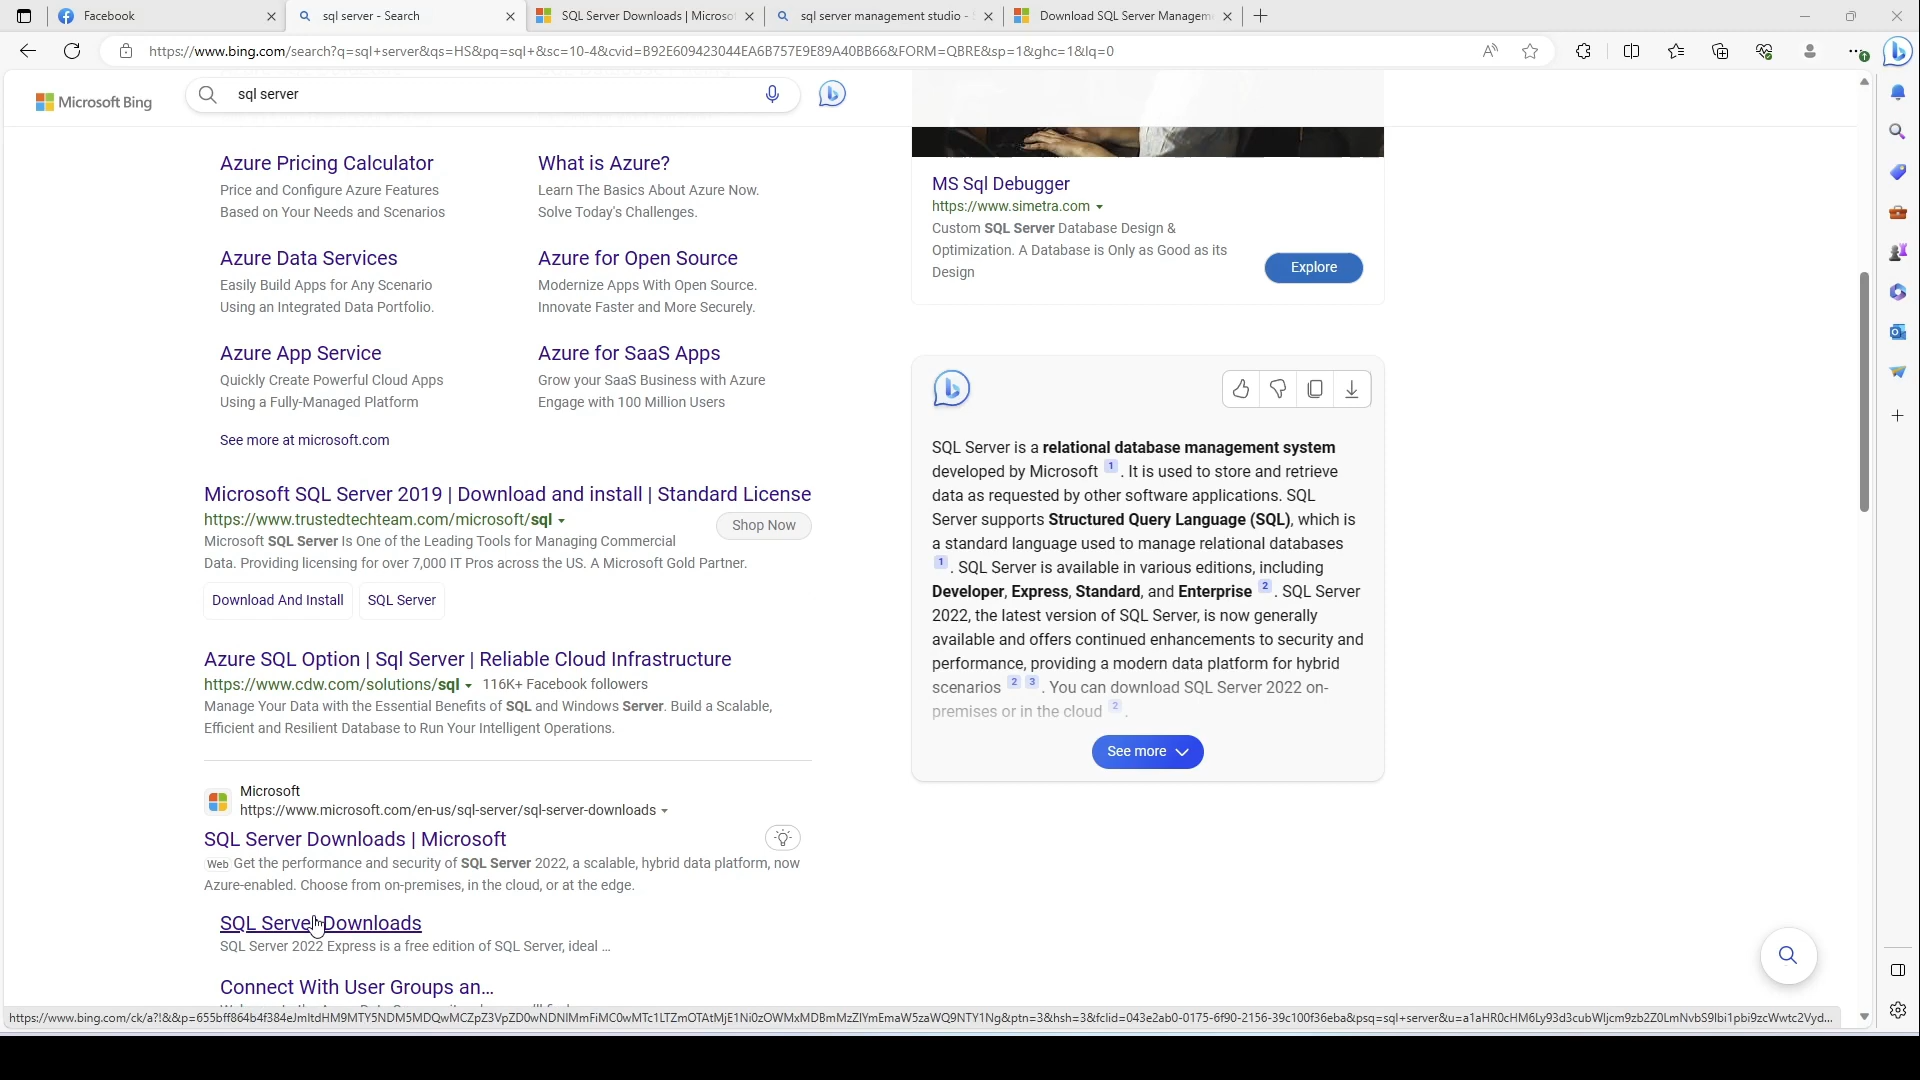 Facebook
sql server - Search
SQL Server Downloads | Microsof
sql server management studio -
Download SQL Server Managem
https://www.bing.com/search?q=sql+server&qs=HS&pq=sql+&sc=10-4&cvid=B92E609423044EA6B757E9E89A40BB66&FORM=QBRE&sp=1&ghc=1&lq=0
Microsoft Bing
sql server
Azure Pricing Calculator
Price and Configure Azure Features
Based on Your Needs and Scenarios
What is Azure?
Learn The Basics About Azure Now.
Solve Today's Challenges.
Azure Data Services
Easily Build Apps for Any Scenario
Using an Integrated Data Portfolio.
Azure for Open Source
Modernize Apps With Open Source.
Innovate Faster and More Securely.
Azure App Service
Quickly Create Powerful Cloud Apps
Using a Fully-Managed Platform
Azure for SaaS Apps
Grow your SaaS Business with Azure
Engage with 100 Million Users
See more at microsoft.com
Microsoft SQL Server 2019 | Download and install | Standard License
https://www.trustedtechteam.com/microsoft/sql
Shop Now
Microsoft SQL Server Is One of the Leading Tools for Managing Commercial
Data. Providing licensing for over 7,000 IT Pros across the US. A Microsoft Gold Partner.
Download And Install
SQL Server
Azure SQL Option | Sql Server | Reliable Cloud Infrastructure
https://www.cdw.com/solutions/sql 116K+ Facebook followers
Manage Your Data with the Essential Benefits of SQL and Windows Server. Build a Scalable,
Efficient and Resilient Database to Run Your Intelligent Operations.
Microsoft
https://www.microsoft.com/en-us/sql-server/sql-server-downloads
SQL Server Downloads | Microsoft
Web Get the performance and security of SQL Server 2022, a scalable, hybrid data platform, now
Azure-enabled. Choose from on-premises, in the cloud, or at the edge.
SQL Server Downloads
SQL Server 2022 Express is a free edition of SQL Server, ideal ...
Connect With User Groups an...
MS Sql Debugger
https://www.simetra.com
Custom SQL Server Database Design &
Optimization. A Database is Only as Good as its
Design
Explore
SQL Server is a relational database management system
developed by Microsoft 1 . It is used to store and retrieve
data as requested by other software applications. SQL
Server supports Structured Query Language (SQL), which is
a standard language used to manage relational databases
1 . SQL Server is available in various editions, including
Developer, Express, Standard, and Enterprise 2 . SQL Server
2022, the latest version of SQL Server, is now generally
available and offers continued enhancements to security and
performance, providing a modern data platform for hybrid
scenarios 2 3 . You can download SQL Server 2022 on-
premises or in the cloud 2 .
See more